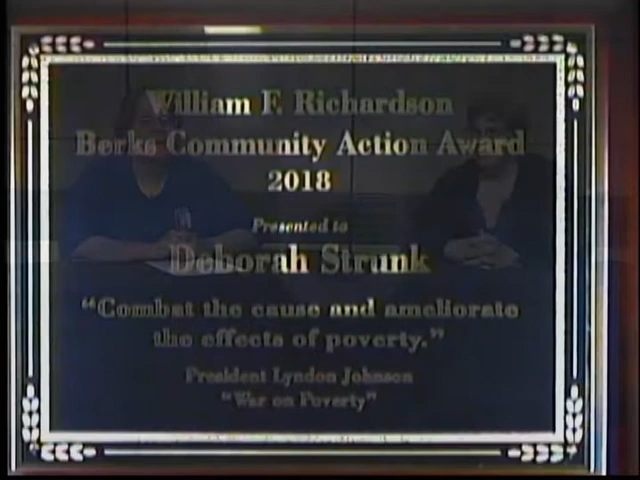 William F. Richardson
Berks Community Action Award
2018
Presented to
Deborah Strunk
“Combat the cause and ameliorate
the effects of poverty.”
President Lyndon Johnson
“War on Poverty”